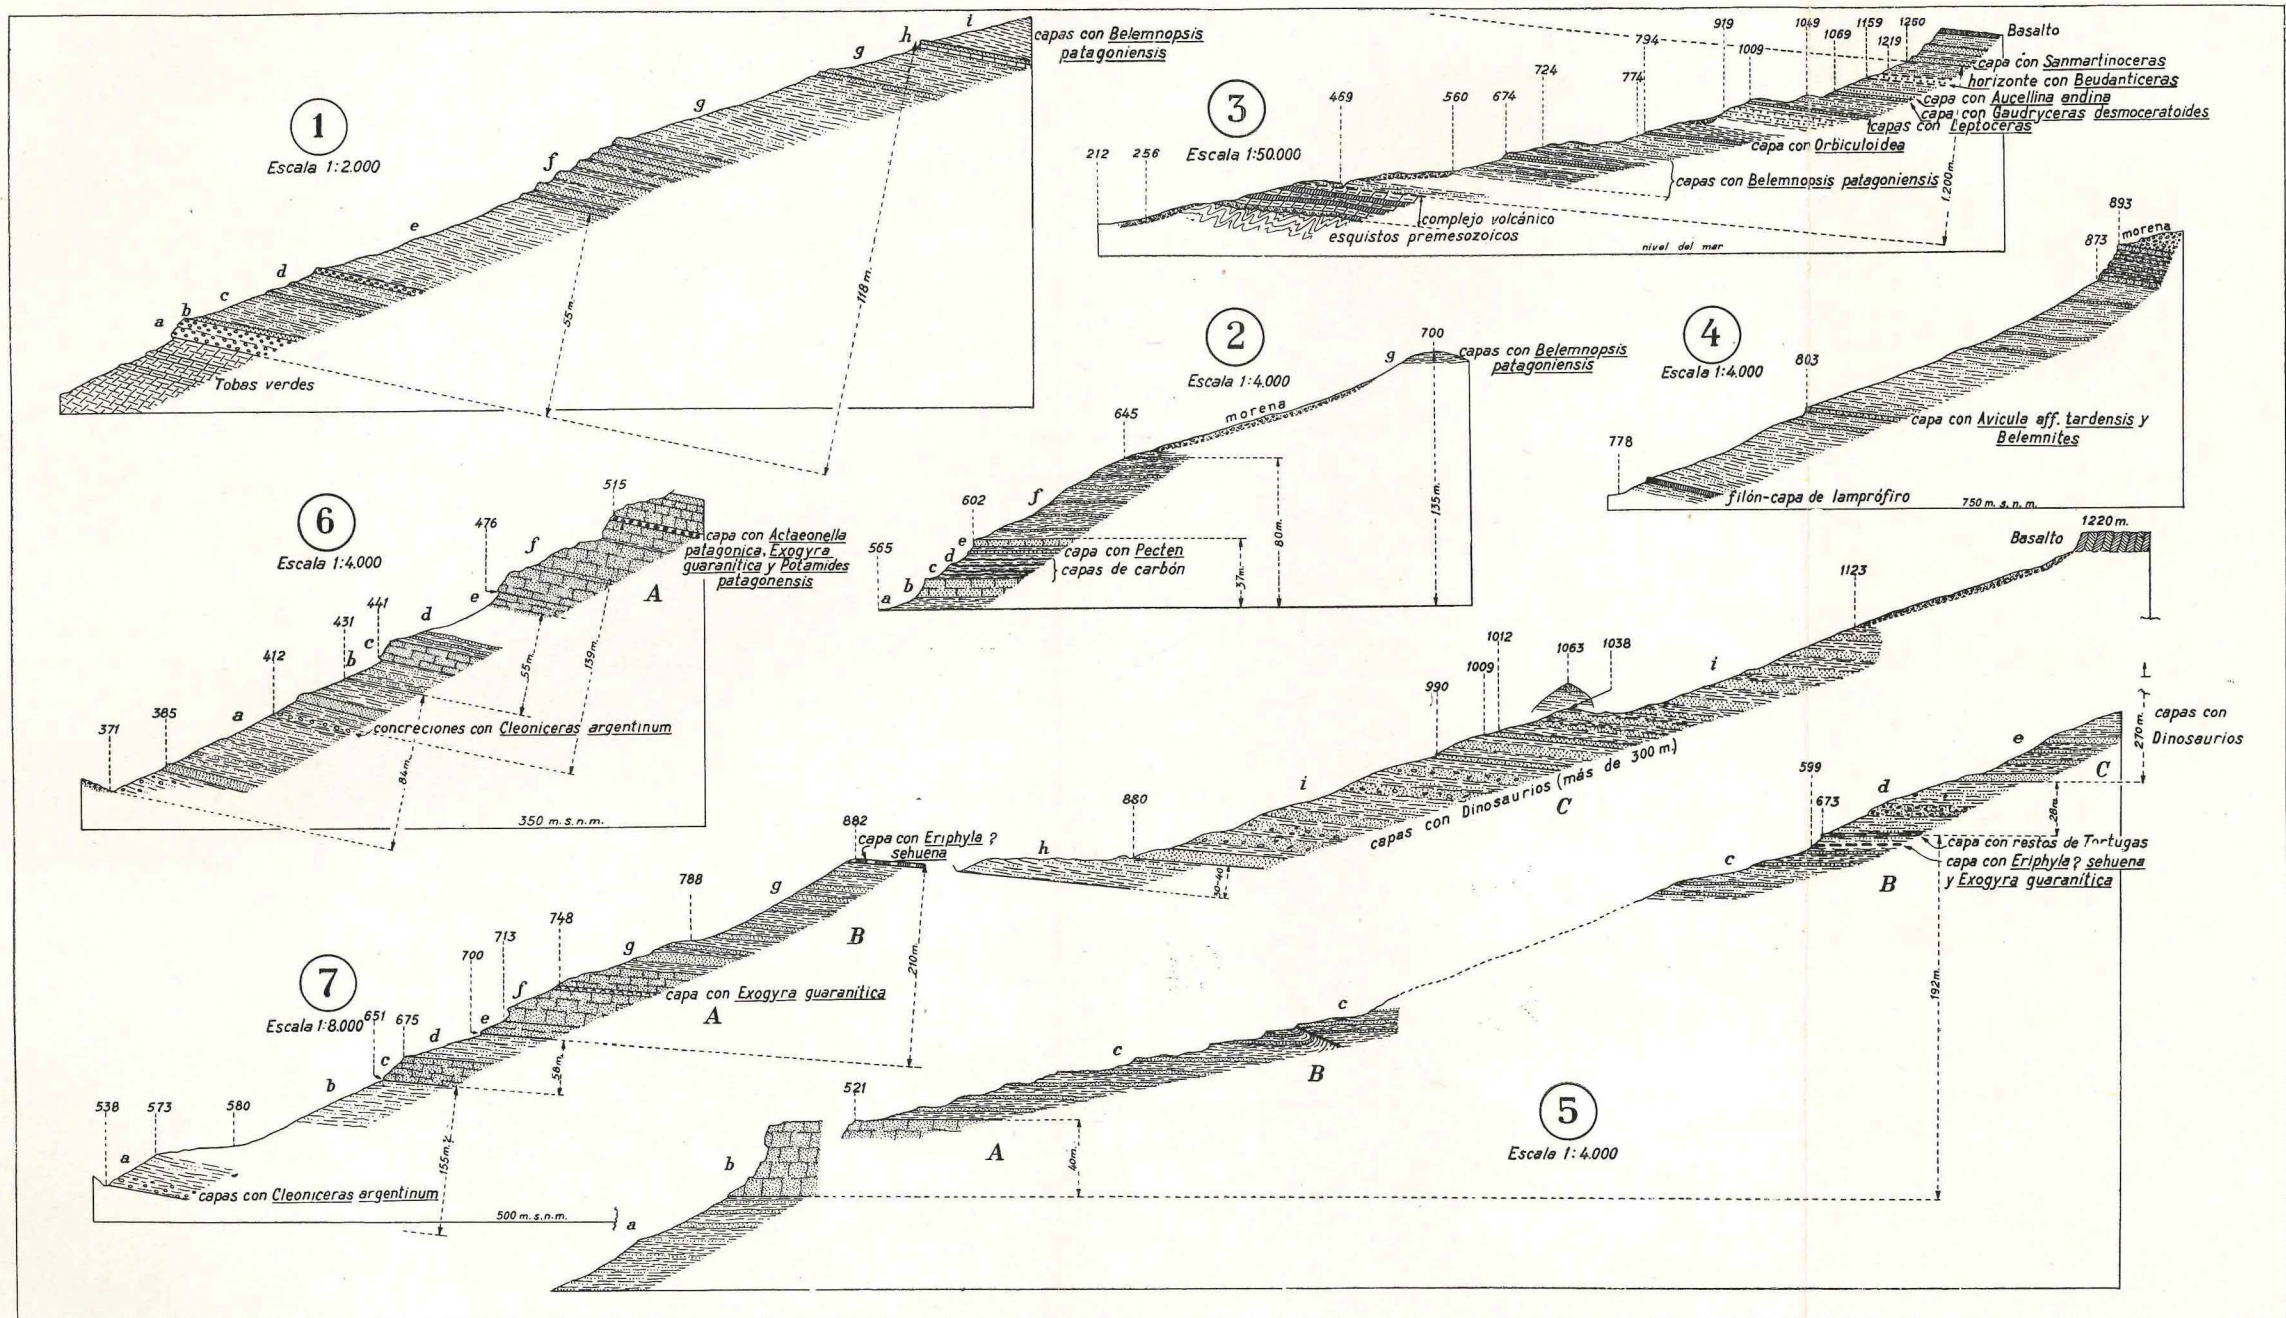 1
Escala 1:2.000
a
b
c
d
e
f
g
g
h
i
capas con Belemnopsis
patagoniensis
Tobas verdes
55 m.
118 m.
3
Escala 1:50.000
212
256
469
560
674
724
774
794
919
1009
1049
1069
1159
1219
1260
Basalto
capa con Sanmartinoceras
horizonte con Beudanticeras
capa con Aucellina andina
capa con Gaudryceras desmoceratoides
capas con Leptoceras
capa con Orbiculoidea
capas con Belemnopsis patagoniensis
complejo volcánico
esquistos premesozoicos
nivel del mar
1.200 m.
2
Escala 1:4.000
565
602
645
700
a
b
c
d
e
f
g
morena
capas con Belemnopsis
patagoniensis
capa con Pecten
capas de carbón
37 m.
80 m.
135 m.
4
Escala 1:4.000
778
803
873
893
morena
capa con Avicula aff. tardensis y
Belemnites
filón-capa de lamprófiro
750 m. s. n. m.
6
Escala 1:4.000
371
385
412
431
441
476
515
a
b
c
d
e
f
A
capa con Actaeonella
patagonica, Exogyra
guaranítica y Potamides
patagonensis
concreciones con Cleoniceras argentinum
84 m.
55 m.
139 m.
350 m. s. n. m.
7
Escala 1:8.000
538
573
580
651
675
700
713
748
788
882
a
b
c
d
e
f
g
g
A
B
capa con Eriphyla ?
sehuena
capa con Exogyra guaranítica
capas con Cleoniceras argentinum
155 m.?
58 m.
210 m.
500 m. s. n. m.
5
Escala 1:4.000
a
b
521
c
c
A
B
40 m.
192 m.
c
599
673
d
e
B
C
28 m.
270 m.
capas con
Dinosaurios
capa con restos de Tortugas
capa con Eriphyla ? sehuena
y Exogyra guaranítica
h
880
i
990
1009
1012
1063
1038
i
1123
Basalto
1220 m.
30-40
capas con Dinosaurios (más de 300 m.)
C